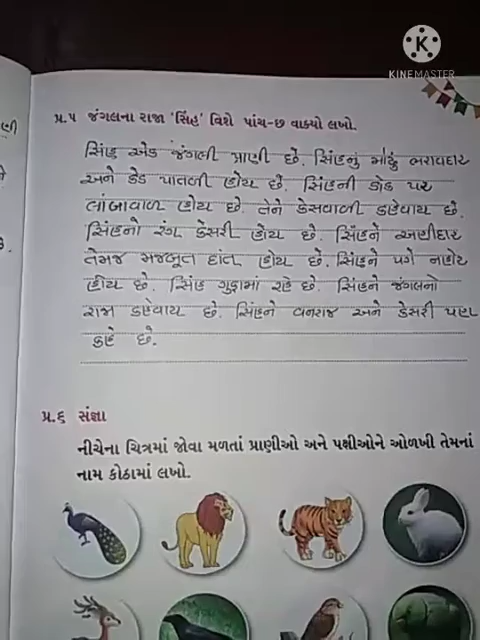 K
KINEMASTER
પ્ર.૫ જંગલના રાજા 'સિંહ' વિશે પાંચ-છ વાક્યો લખો.
સિંહ એક જંગલી પ્રાણી છે. સિંહનું મોઢું ભરાવદાર
અને કેડ પાતળી હોય છે. સિંહની ડોક પર
લાંબાવાળ હોય છે. તેને કેસવાળી કહેવાય છે.
સિંહનો રંગ કેસરી હોય છે. સિંહને અણીદાર
તેમજ મજબૂત દાંત હોય છે. સિંહને પગે નહોર
હોય છે. સિંહ ગુફામાં રહે છે. સિંહને જંગલનો
રાજા કહેવાય છે. સિંહને વનરાજ અને કેસરી પણ
કહે છે.
પ્ર.૬ સંજ્ઞા
નીચેના ચિત્રમાં જોવા મળતાં પ્રાણીઓ અને પક્ષીઓને ઓળખી તેમનાં
નામ કોઠામાં લખો.